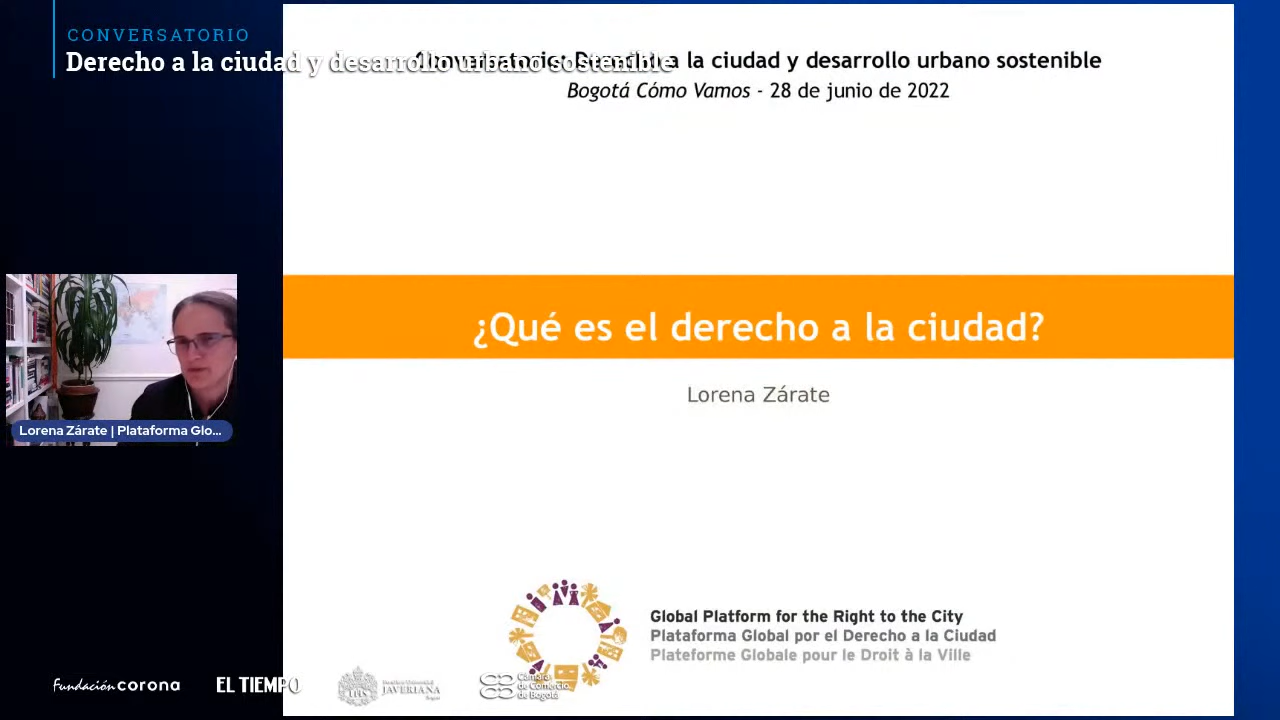 CONVERSATORIO
Derecho a la ciudad y desarrollo urbano sostenible
Conversatorio: Derecho a la ciudad y desarrollo urbano sostenible
Bogotá Cómo Vamos - 28 de junio de 2022
¿Qué es el derecho a la ciudad?
Lorena Zárate
Lorena Zárate | Plataforma Glo...
Global Platform for the Right to the City
Plataforma Global por el Derecho a la Ciudad
Plateforme Globale pour le Droit à la Ville
Fundación corona
EL TIEMPO
JAVERIANA
Cámara
de Comercio
de Bogotá